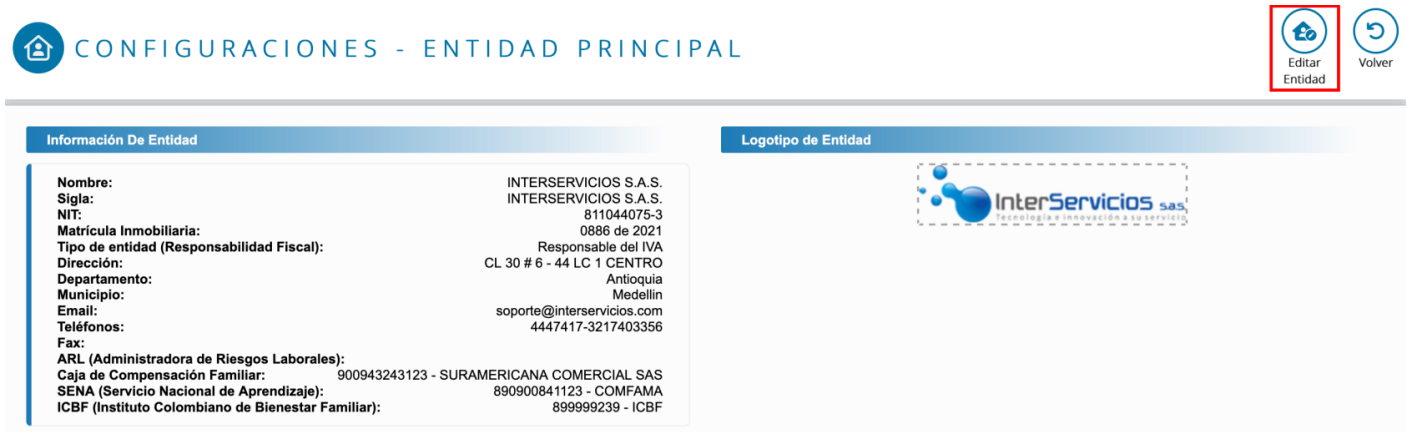 CONFIGURACIONES - ENTIDAD PRINCIPAL
Editar
Entidad
Volver
Información De Entidad
Nombre: INTERSERVICIOS S.A.S.
Sigla: INTERSERVICIOS S.A.S.
NIT: 811044075-3
Matrícula Inmobiliaria: 0886 de 2021
Tipo de entidad (Responsabilidad Fiscal): Responsable del IVA
Dirección: CL 30 # 6 - 44 LC 1 CENTRO
Departamento: Antioquia
Municipio: Medellin
Email: soporte@interservicios.com
Teléfonos: 4447417-3217403356
Fax:
ARL (Administradora de Riesgos Laborales):
Caja de Compensación Familiar: 900943243123 - SURAMERICANA COMERCIAL SAS
SENA (Servicio Nacional de Aprendizaje): 890900841123 - COMFAMA
ICBF (Instituto Colombiano de Bienestar Familiar): 899999239 - ICBF
Logotipo de Entidad
InterServicios s.a.s.
Tecnología e innovación a su servicio